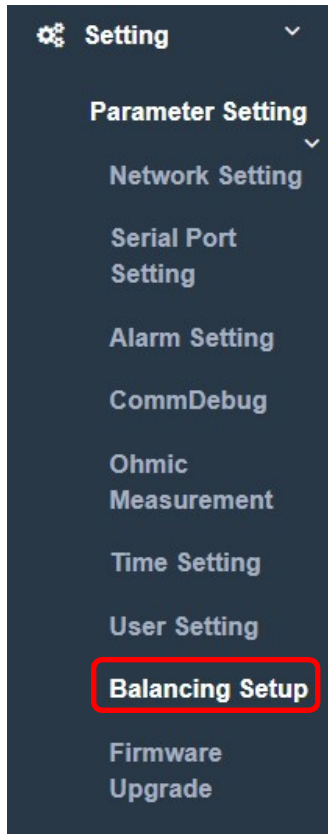 Setting
Parameter Setting
Network Setting
Serial Port
Setting
Alarm Setting
CommDebug
Ohmic
Measurement
Time Setting
User Setting
Balancing Setup
Firmware
Upgrade